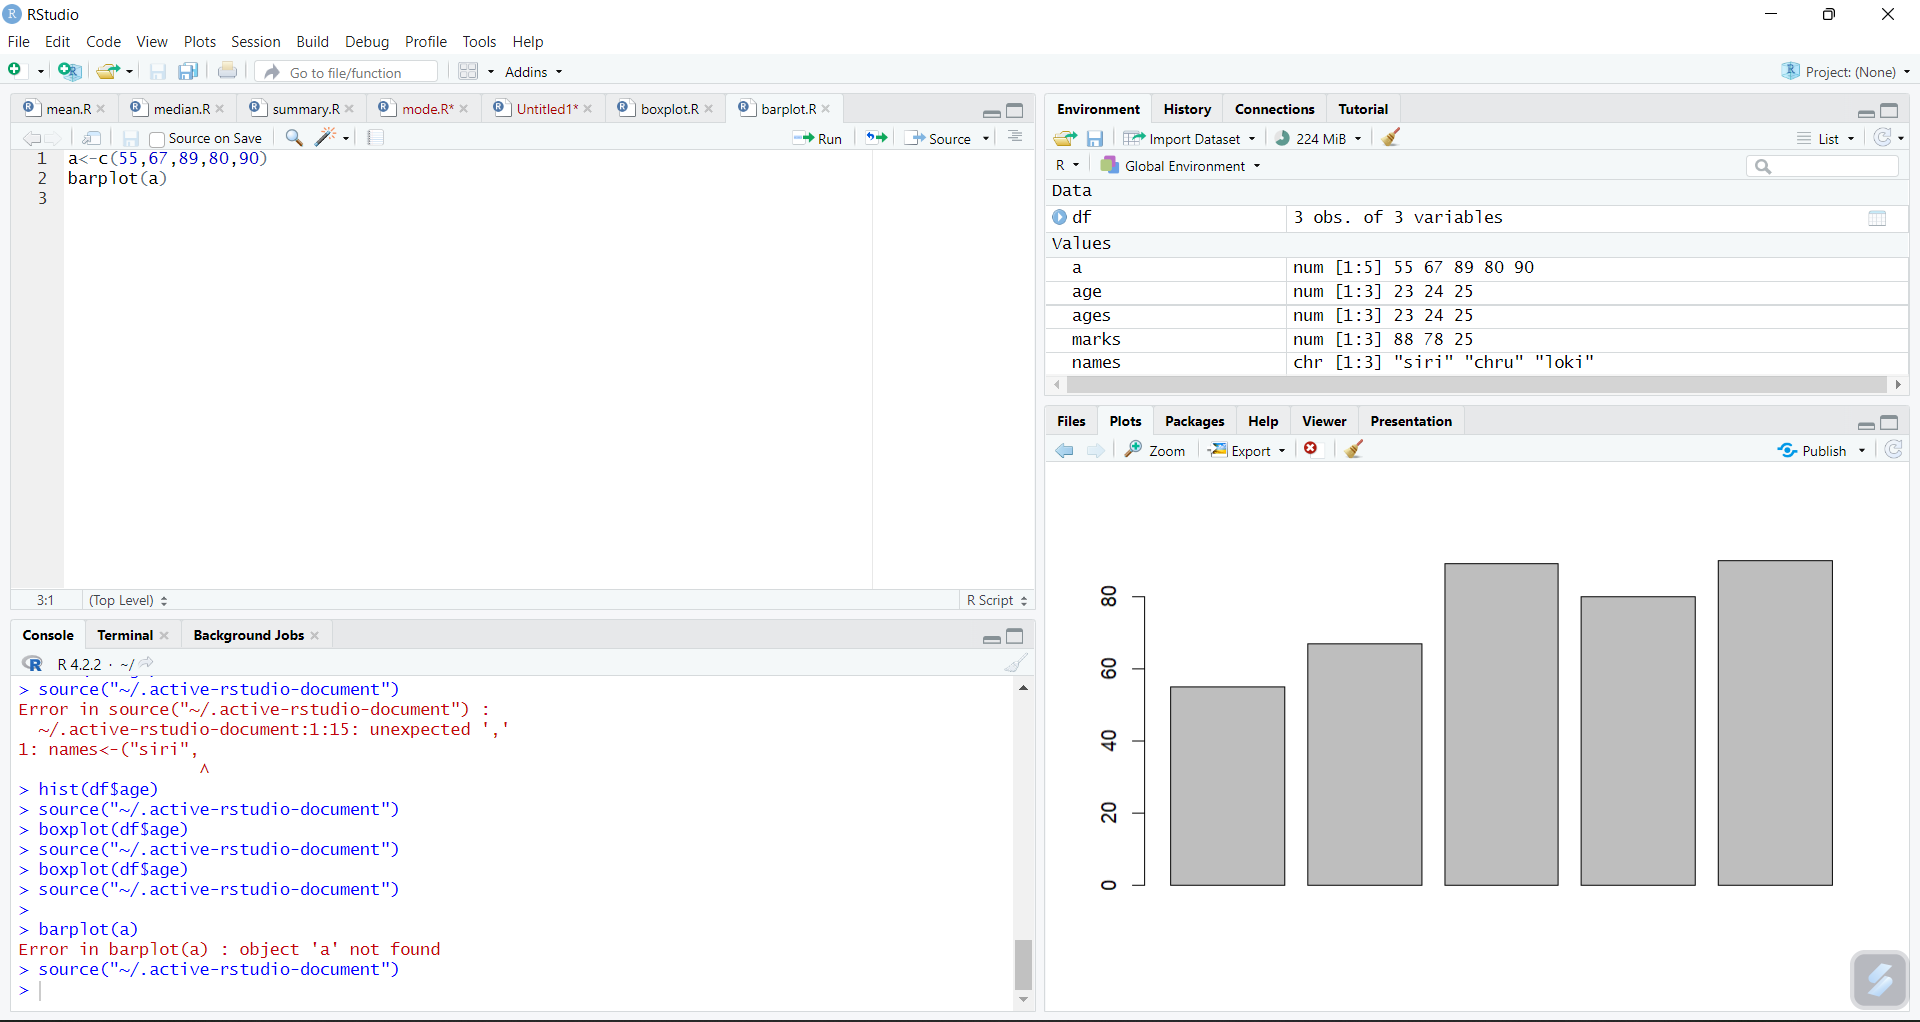 RStudio
File Edit Code View Plots Session Build Debug Profile Tools Help
Go to file/function Addins Project: (None)
mean.R median.R summary.R mode.R* Untitled1* boxplot.R barplot.R
Source on Save Run Source
1 a<-c(55,67,89,80,90)
2 barplot(a)
3
3:1 (Top Level) R Script
Console Terminal Background Jobs
R 4.2.2 · ~/
> source("~/.active-rstudio-document")
Error in source("~/.active-rstudio-document") :
~/.active-rstudio-document:1:15: unexpected ','
1: names<-("siri",
^
> hist(df$age)
> source("~/.active-rstudio-document")
> boxplot(df$age)
> source("~/.active-rstudio-document")
> boxplot(df$age)
> source("~/.active-rstudio-document")
>
> barplot(a)
Error in barplot(a) : object 'a' not found
> source("~/.active-rstudio-document")
>
Environment History Connections Tutorial
Import Dataset 224 MiB List
R Global Environment
Data
df 3 obs. of 3 variables
Values
a num [1:5] 55 67 89 80 90
age num [1:3] 23 24 25
ages num [1:3] 23 24 25
marks num [1:3] 88 78 25
names chr [1:3] "siri" "chru" "loki"
Files Plots Packages Help Viewer Presentation
Zoom Export Publish
80
60
40
20
0